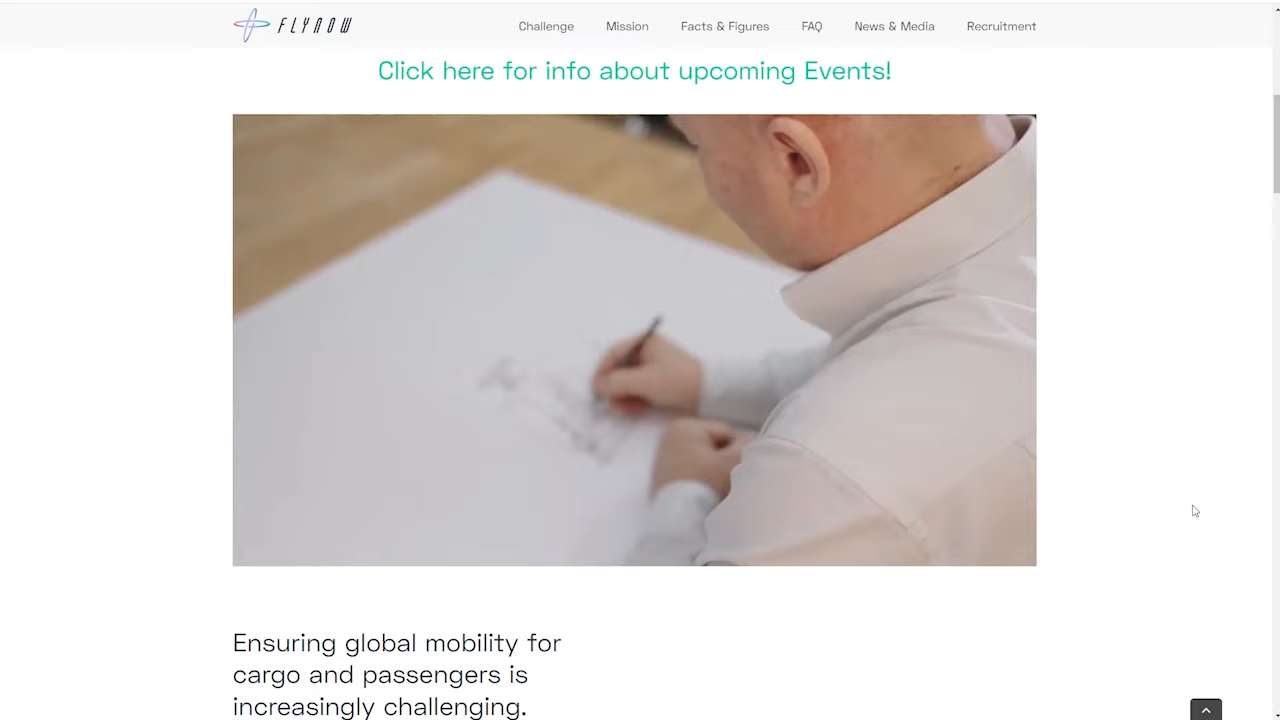 FLYNOW
Challenge Mission Facts & Figures FAQ News & Media Recruitment
Click here for info about upcoming Events!
Ensuring global mobility for
cargo and passengers is
increasingly challenging.